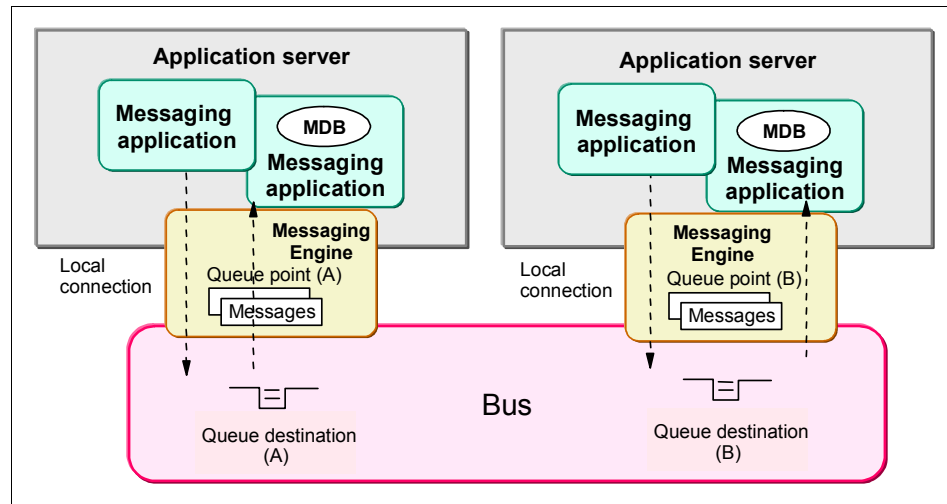 Application server
Messaging
application
MDB
Messaging
application
Messaging
Engine
Queue point (A)
Messages
Local
connection
Application server
Messaging
application
MDB
Messaging
application
Messaging
Engine
Queue point (B)
Messages
Local
connection
Bus
Queue destination
(A)
Queue destination
(B)